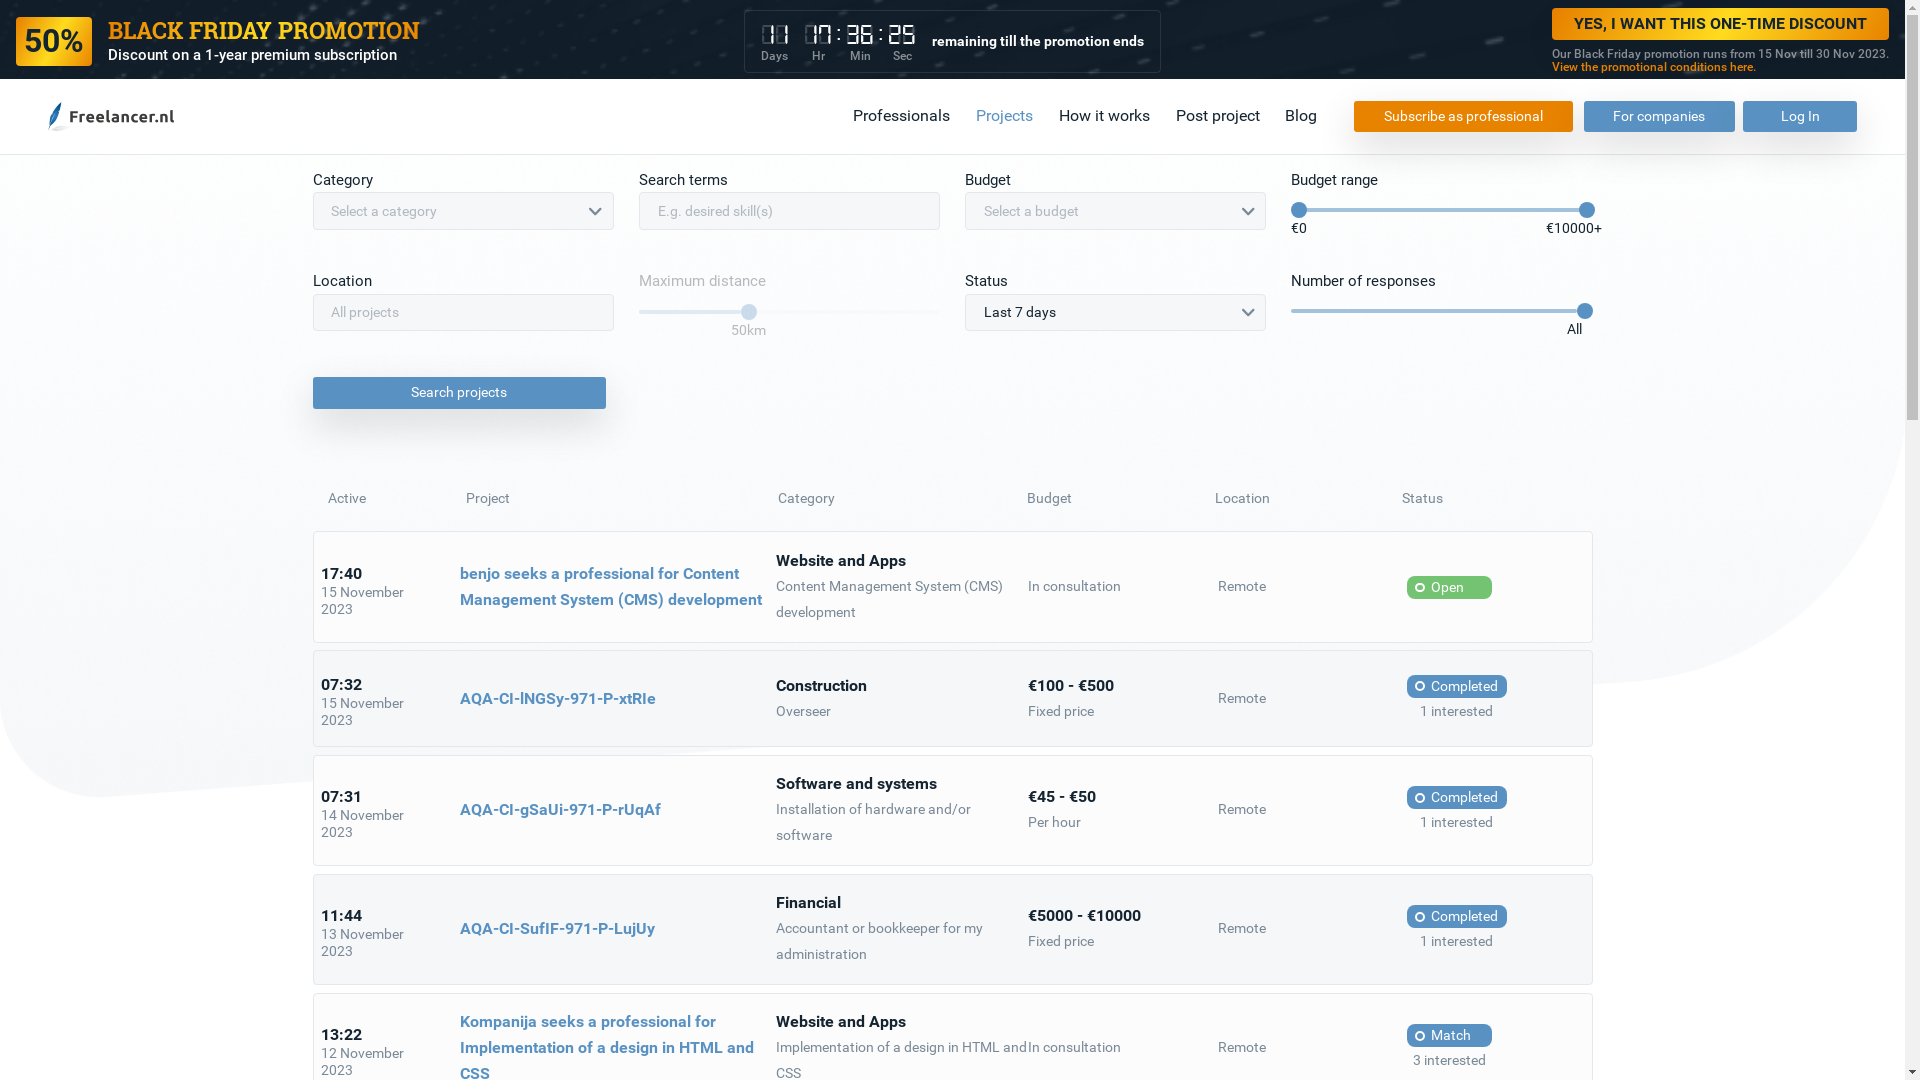 50%
BLACK FRIDAY PROMOTION
Discount on a 1-year premium subscription
11 17 : 36 : 25
Days Hr Min Sec
remaining till the promotion ends
YES, I WANT THIS ONE-TIME DISCOUNT
Our Black Friday promotion runs from 15 Nov till 30 Nov 2023.
View the promotional conditions here.
Freelancer.nl
Professionals Projects How it works Post project Blog Subscribe as professional For companies Log In
Category Search terms Budget Budget range
Select a category E.g. desired skill(s) Select a budget
€0 €10000+
Location Maximum distance Status Number of responses
All projects Last 7 days
50km All
Search projects
Active Project Category Budget Location Status
17:40
15 November
2023
benjo seeks a professional for Content
Management System (CMS) development
Website and Apps
Content Management System (CMS)
development
In consultation
Remote
Open
07:32
15 November
2023
AQA-CI-lNGSy-971-P-xtRIe
Construction
Overseer
€100 - €500
Fixed price
Remote
Completed
1 interested
07:31
14 November
2023
AQA-CI-gSaUi-971-P-rUqAf
Software and systems
Installation of hardware and/or
software
€45 - €50
Per hour
Remote
Completed
1 interested
11:44
13 November
2023
AQA-CI-SufIF-971-P-LujUy
Financial
Accountant or bookkeeper for my
administration
€5000 - €10000
Fixed price
Remote
Completed
1 interested
13:22
12 November
2023
Kompanija seeks a professional for
Implementation of a design in HTML and
CSS
Website and Apps
Implementation of a design in HTML and
CSS
In consultation
Remote
Match
3 interested